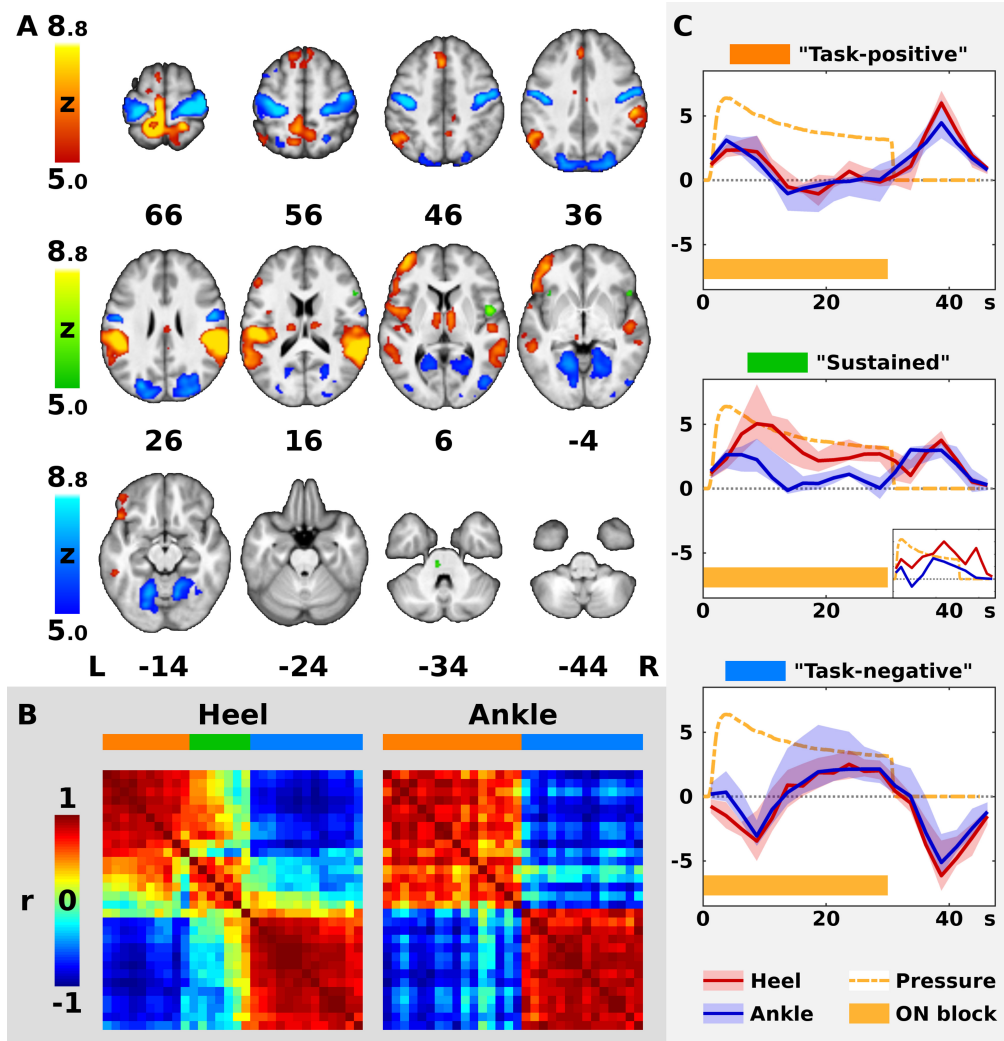 A
8.8
z
5.0
66 56 46 36
8.8
z
5.0
26 16 6 -4
8.8
z
5.0
L -14 -24 -34 -44 R
B
Heel Ankle
1
r 0
-1
C
"Task-positive"
5
0
-5
0 20 40 s
"Sustained"
5
0
-5
0 20 40 s
"Task-negative"
5
0
-5
0 20 40 s
Heel Pressure
Ankle ON block